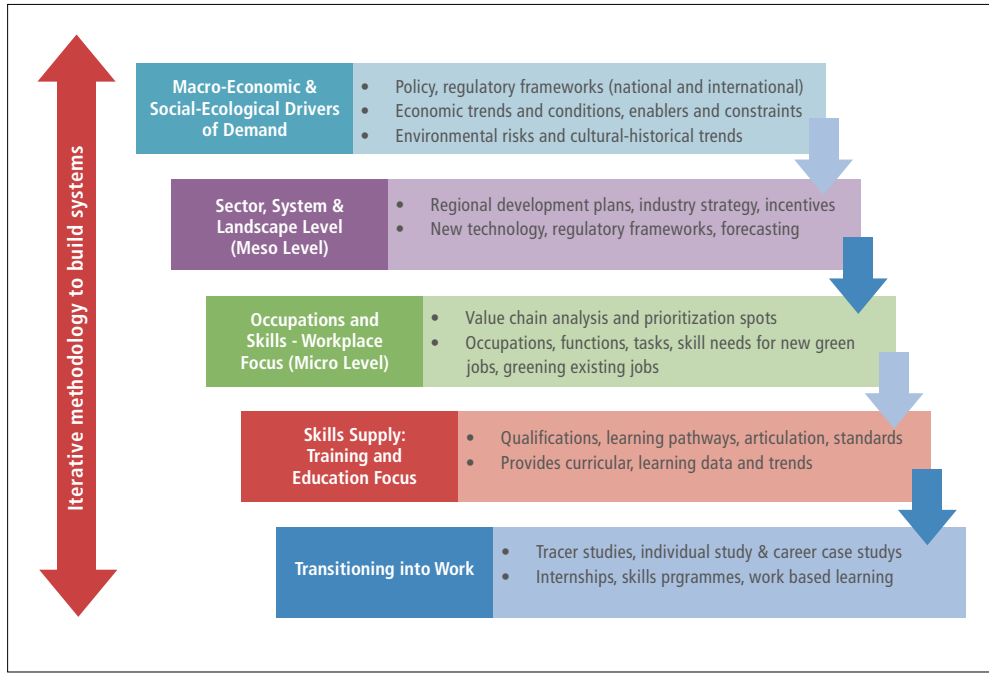 Iterative methodology to build systems
Macro-Economic &
Social-Ecological Drivers
of Demand
• Policy, regulatory frameworks (national and international)
• Economic trends and conditions, enablers and constraints
• Environmental risks and cultural-historical trends
Sector, System &
Landscape Level
(Meso Level)
• Regional development plans, industry strategy, incentives
• New technology, regulatory frameworks, forecasting
Occupations and
Skills - Workplace
Focus (Micro Level)
• Value chain analysis and prioritization spots
• Occupations, functions, tasks, skill needs for new green
jobs, greening existing jobs
Skills Supply:
Training and
Education Focus
• Qualifications, learning pathways, articulation, standards
• Provides curricular, learning data and trends
Transitioning into Work
• Tracer studies, individual study & career case studys
• Internships, skills prgrammes, work based learning